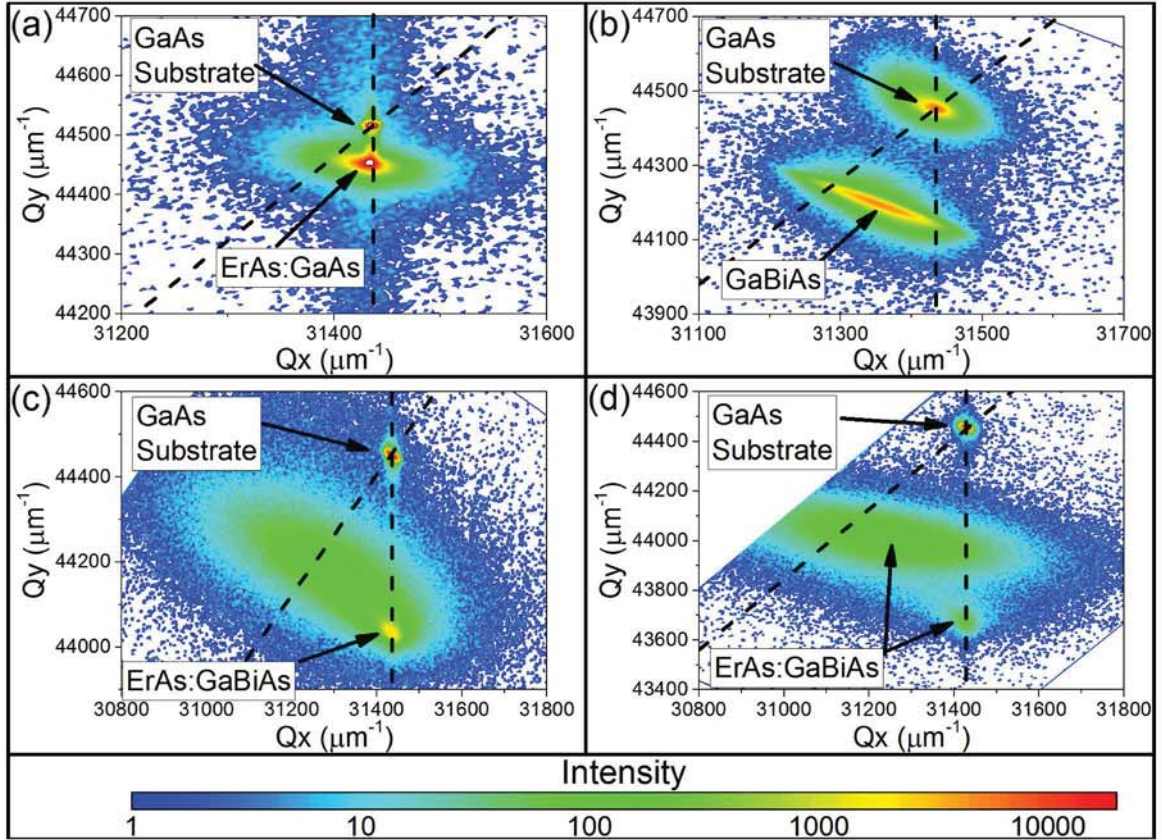 (a)
GaAs
Substrate
ErAs:GaAs
Qy (μm⁻¹)
44700
44600
44500
44400
44300
44200
31200
31400
31600
Qx (μm⁻¹)
(b)
GaAs
Substrate
GaBiAs
Qy (μm⁻¹)
44700
44500
44300
44100
43900
31100
31300
31500
31700
Qx (μm⁻¹)
(c)
GaAs
Substrate
ErAs:GaBiAs
Qy (μm⁻¹)
44600
44400
44200
44000
30800
31000
31200
31400
31600
31800
Qx (μm⁻¹)
(d)
GaAs
Substrate
ErAs:GaBiAs
Qy (μm⁻¹)
44600
44400
44200
44000
43800
43600
43400
30800
31000
31200
31400
31600
31800
Qx (μm⁻¹)
Intensity
1 10 100 1000 10000